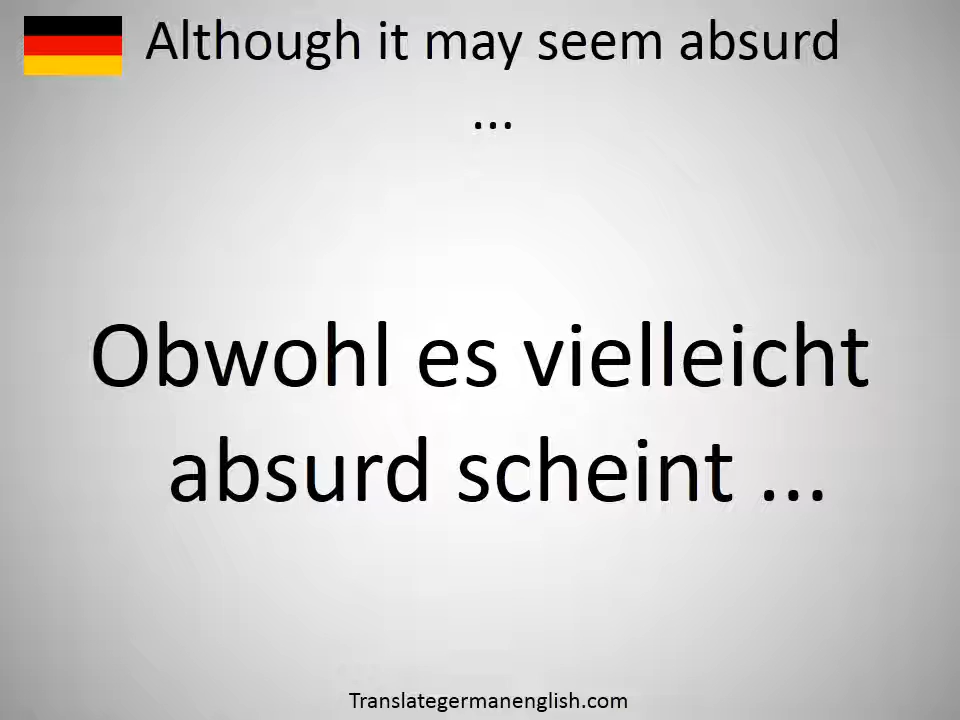 Although it may seem absurd
...
Obwohl es vielleicht
absurd scheint ...
Translategermanenglish.com